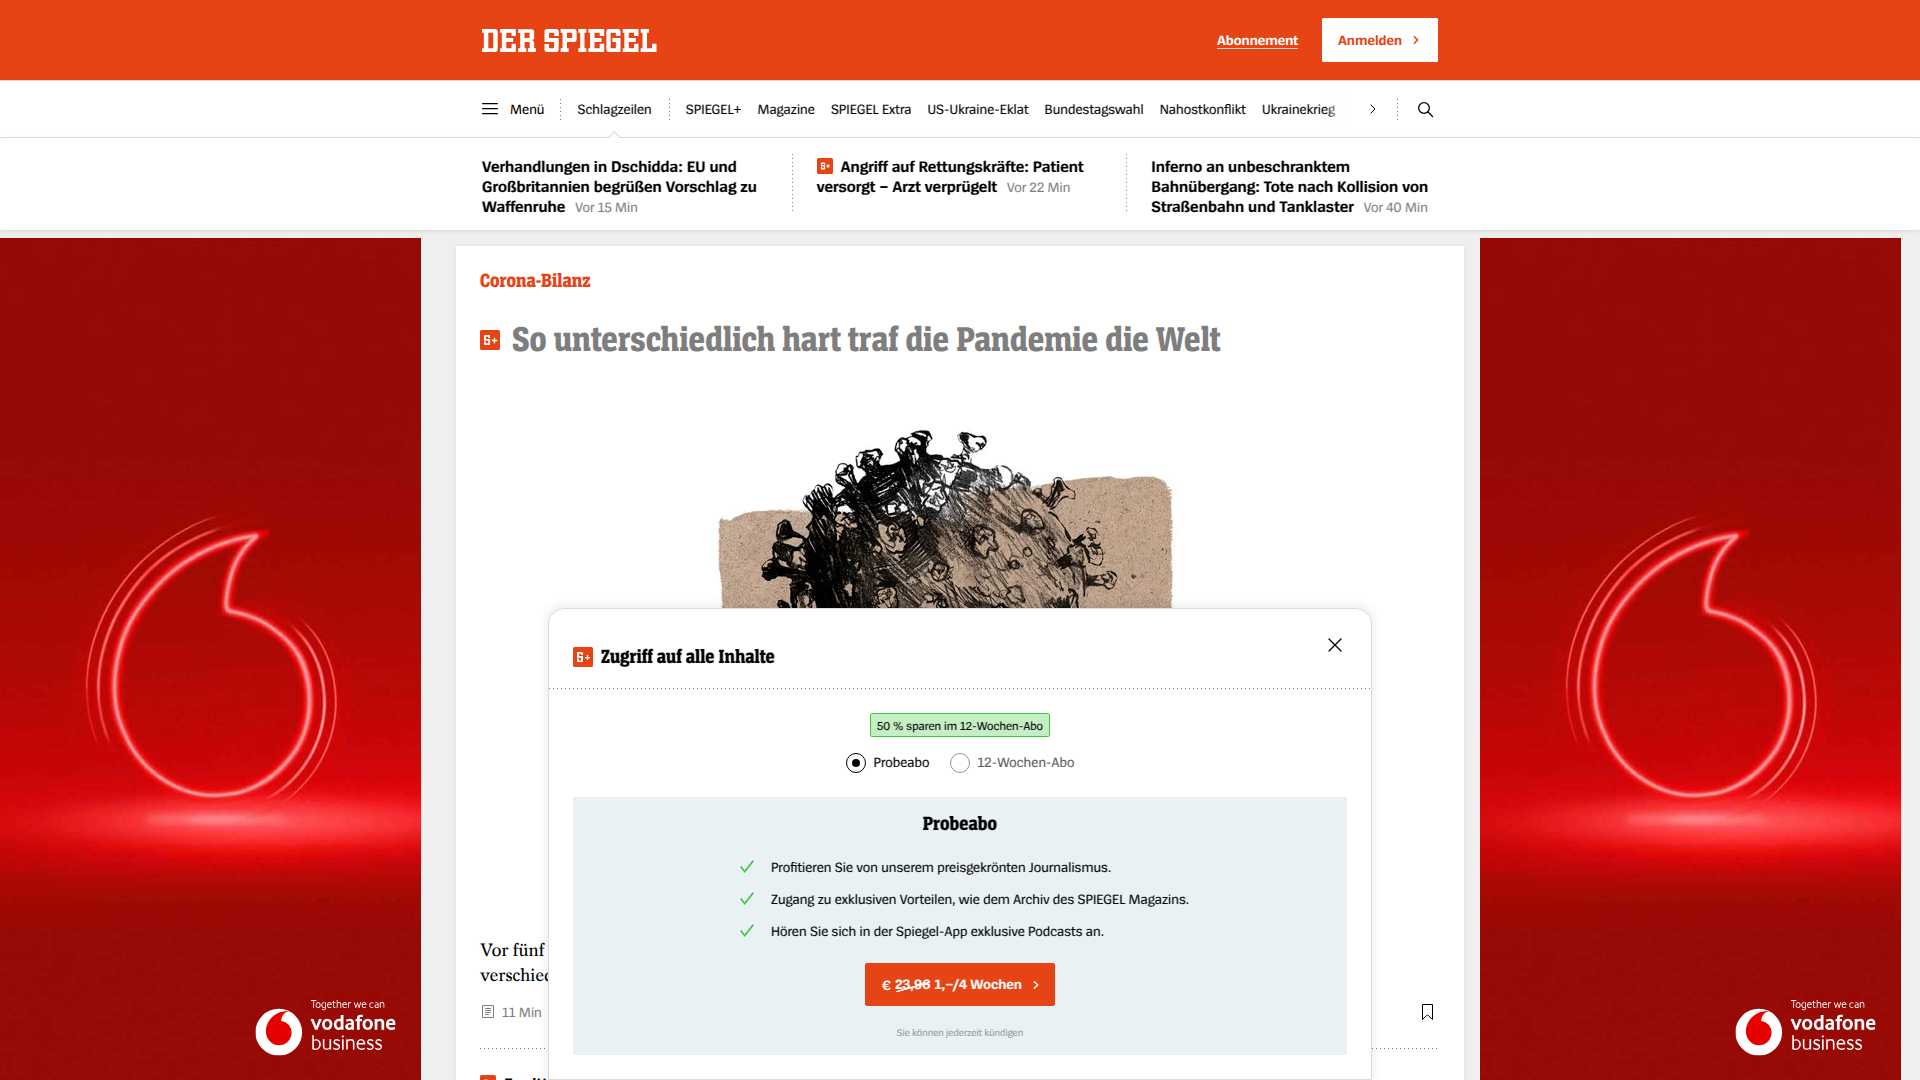 DER SPIEGEL
Abonnement
Anmelden
Menü
Schlagzeilen
SPIEGEL+
Magazine
SPIEGEL Extra
US-Ukraine-Eklat
Bundestagswahl
Nahostkonflikt
Ukrainekrieg
Verhandlungen in Dschidda: EU und
Großbritannien begrüßen Vorschlag zu
Waffenruhe Vor 15 Min
Angriff auf Rettungskräfte: Patient
versorgt – Arzt verprügelt Vor 22 Min
Inferno an unbeschranktem
Bahnübergang: Tote nach Kollision von
Straßenbahn und Tanklaster Vor 40 Min
Corona-Bilanz
S+ So unterschiedlich hart traf die Pandemie die Welt
S+ Zugriff auf alle Inhalte
50 % sparen im 12-Wochen-Abo
Probeabo
12-Wochen-Abo
Probeabo
Profitieren Sie von unserem preisgekrönten Journalismus.
Zugang zu exklusiven Vorteilen, wie dem Archiv des SPIEGEL Magazins.
Hören Sie sich in der Spiegel-App exklusive Podcasts an.
€ 23,96 1,–/4 Wochen
Sie können jederzeit kündigen
Vor fünf
11 Min
Together we can
vodafone
business
Together we can
vodafone
business